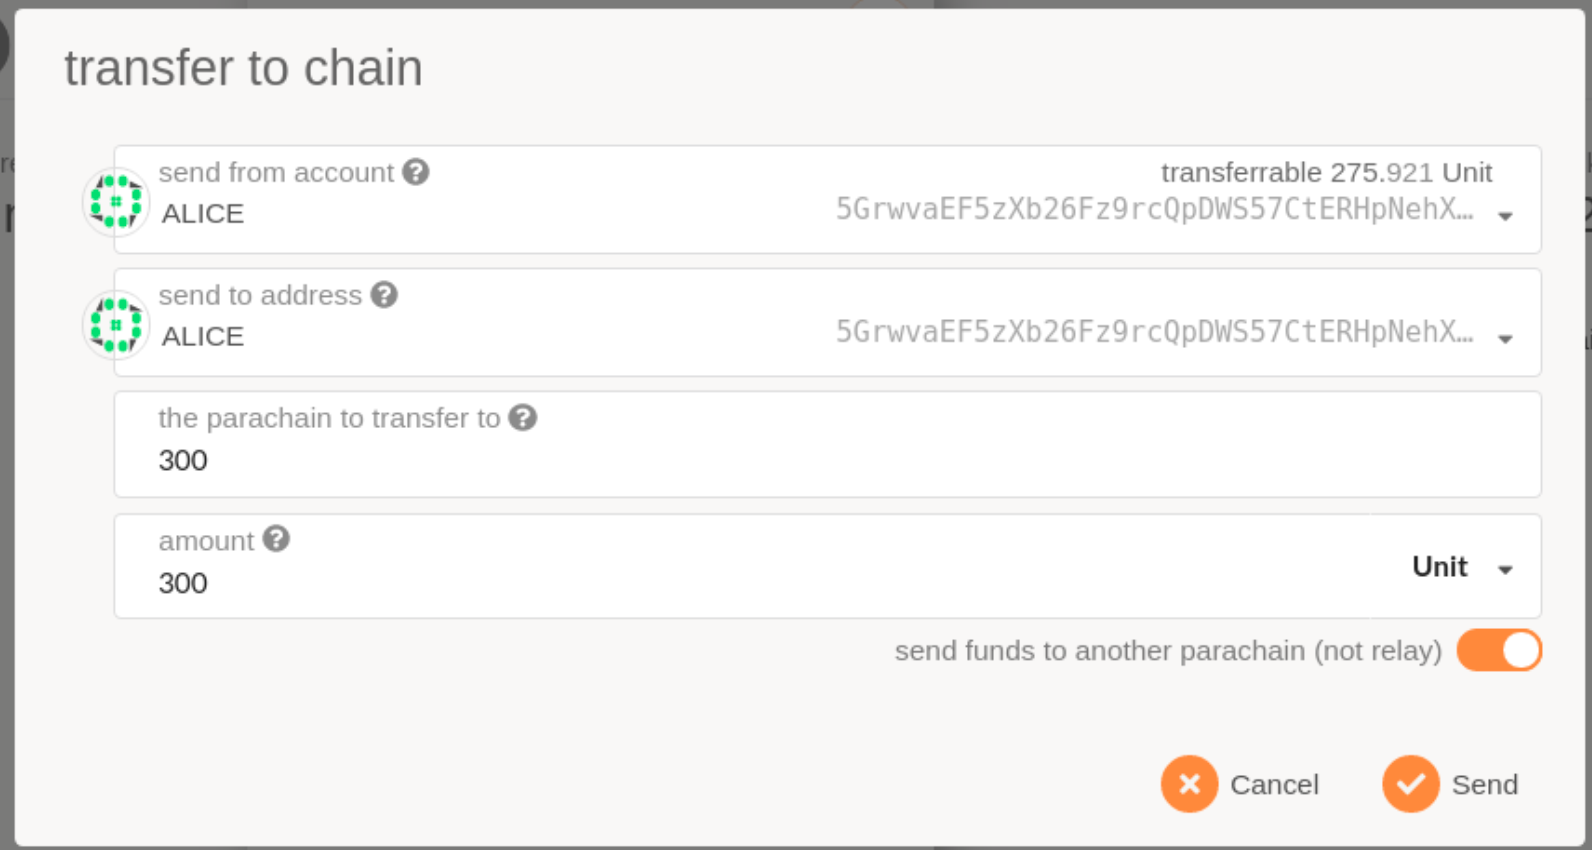 transfer to chain
send from account ?
transferrable 275.921 Unit
ALICE
5GrwvaEF5zXb26Fz9rcQpDWS57CtERHpNehX…
send to address ?
ALICE
5GrwvaEF5zXb26Fz9rcQpDWS57CtERHpNehX…
the parachain to transfer to ?
300
amount ?
300
Unit
send funds to another parachain (not relay)
Cancel
Send